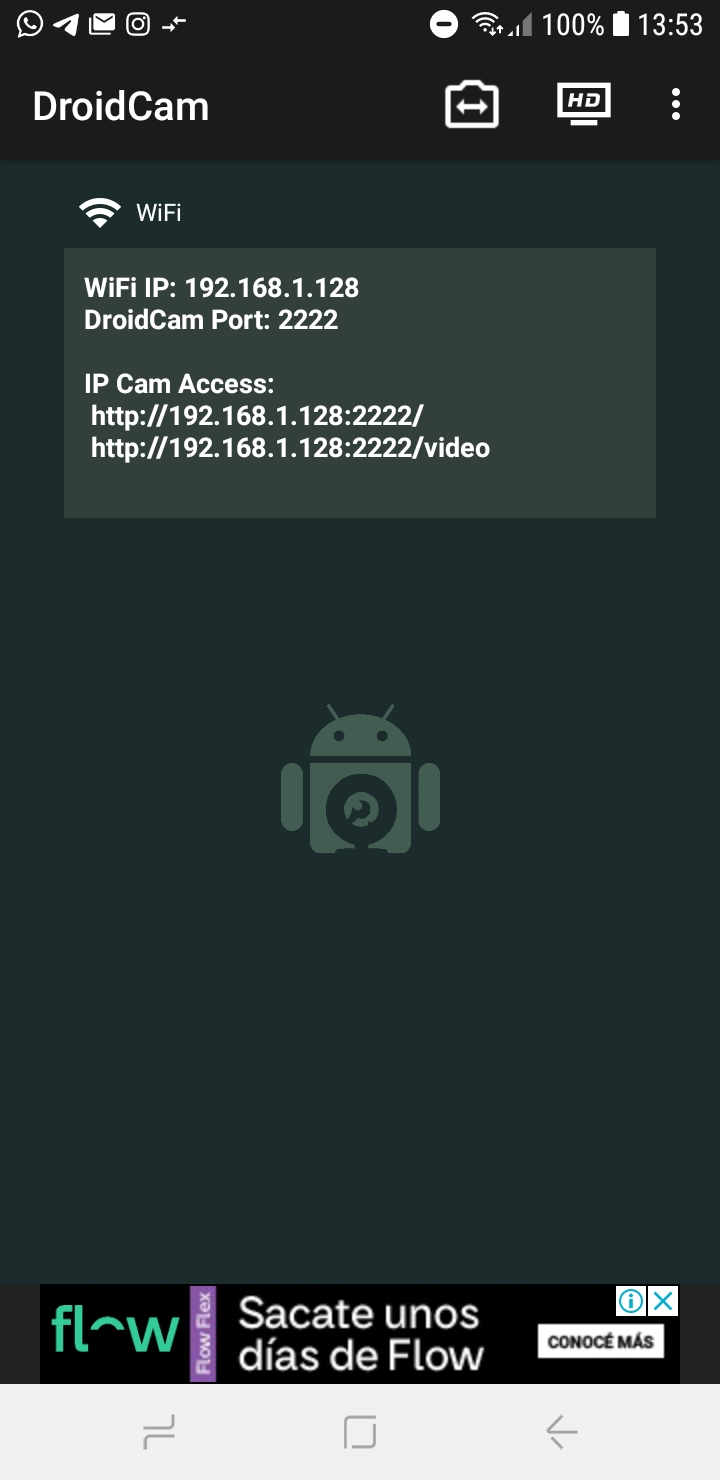 100% 13:53
DroidCam
HD
WiFi
WiFi IP: 192.168.1.128
DroidCam Port: 2222
IP Cam Access:
http://192.168.1.128:2222/
http://192.168.1.128:2222/video
flow
Flow Flex
Sacate unos
días de Flow
CONOCÉ MÁS